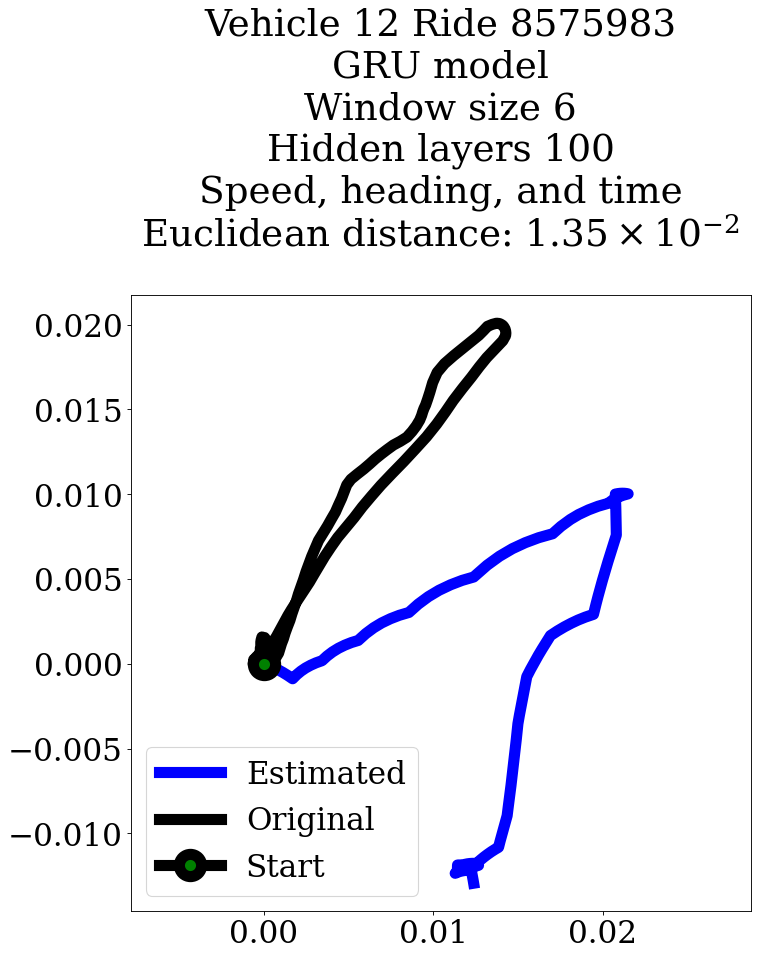 Vehicle 12 Ride 8575983
GRU model
Window size 6
Hidden layers 100
Speed, heading, and time
Euclidean distance: 1.35 × 10⁻²
0.020
0.015
0.010
0.005
0.000
−0.005
−0.010
Estimated
Original
Start
0.00 0.01 0.02